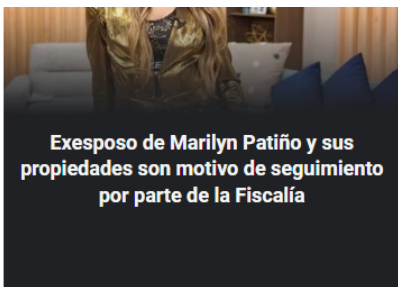 Exesposo de Marilyn Patiño y sus
propiedades son motivo de seguimiento
por parte de la Fiscalía